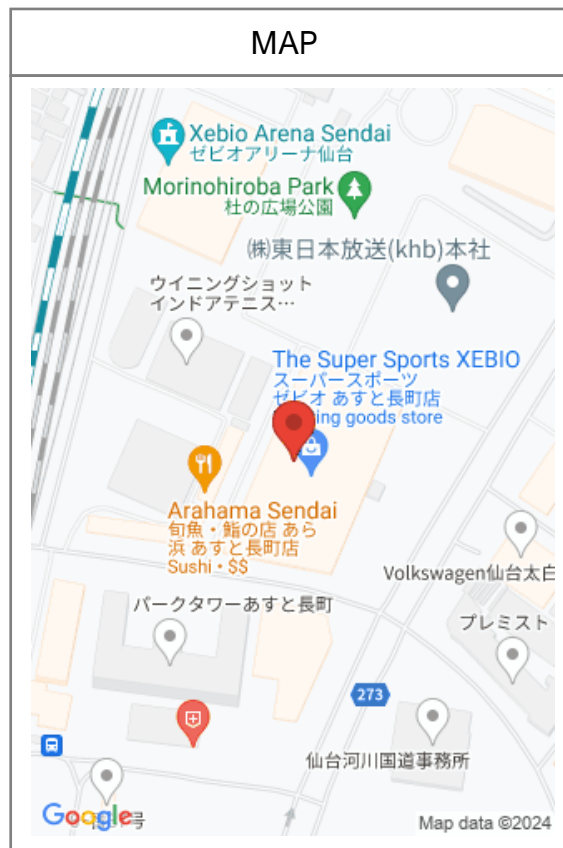 MAP
Xebio Arena Sendai
ゼビオアリーナ仙台
Morinohiroba Park
杜の広場公園
㈱東日本放送(khb)本社
ウイニングショット
インドアテニス…
The Super Sports XEBIO
スーパースポーツ
ゼビオ あすと長町店
ing goods store
Arahama Sendai
旬魚・鮨の店 あら
浜 あすと長町店
Sushi・$$
Volkswagen仙台太白
パークタワーあすと長町
プレミスト
273
仙台河川国道事務所
Google
号
Map data ©2024